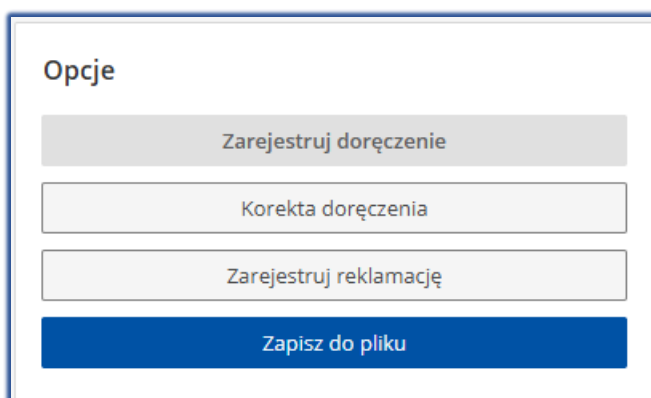 Opcje
Zarejestruj doręczenie
Korekta doręczenia
Zarejestruj reklamację
Zapisz do pliku